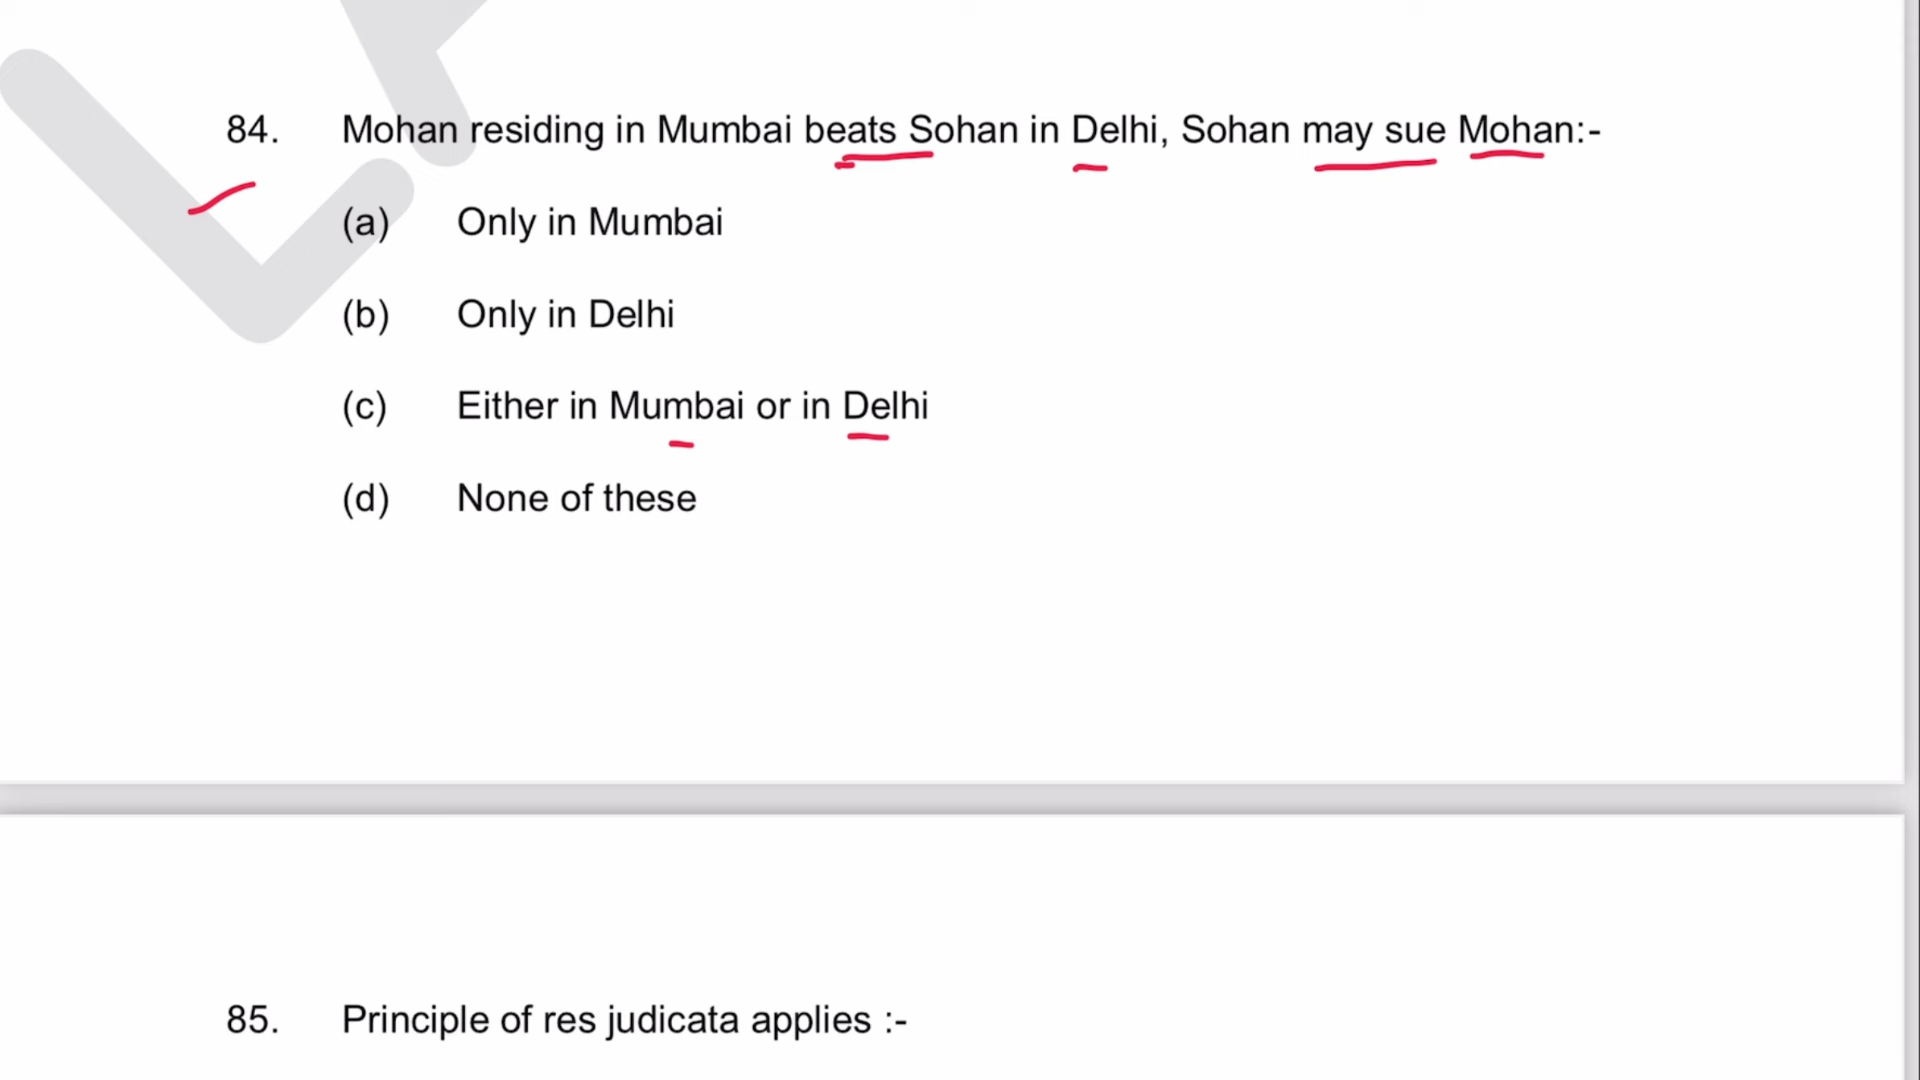 84. Mohan residing in Mumbai beats Sohan in Delhi, Sohan may sue Mohan:-
(a) Only in Mumbai
(b) Only in Delhi
(c) Either in Mumbai or in Delhi
(d) None of these
85. Principle of res judicata applies :-